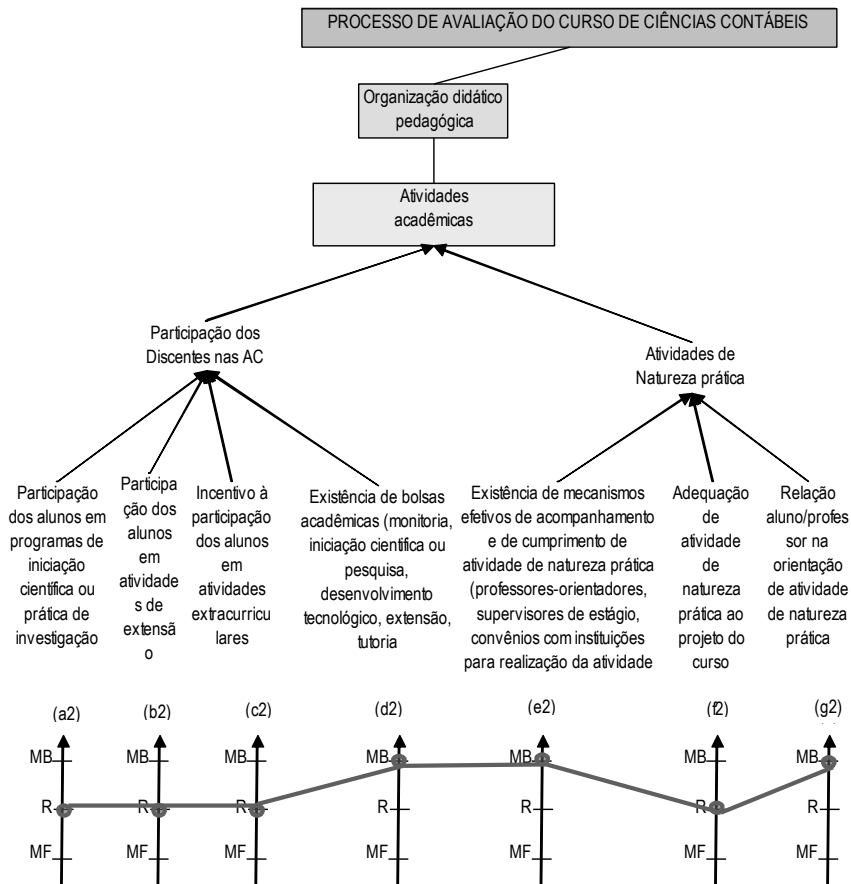 PROCESSO DE AVALIAÇÃO DO CURSO DE CIÊNCIAS CONTÁBEIS
Organização didático
pedagógica
Atividades
acadêmicas
Participação dos
Discentes nas AC
Atividades de
Natureza prática
Participação
dos alunos em
programas de
iniciação
científica ou
prática de
investigação
Participa
ção dos
alunos
em
atividade
s de
extensã
o
Incentivo à
participação
dos alunos
em
atividades
extracurricu
lares
Existência de bolsas
acadêmicas (monitoria,
iniciação científica ou
pesquisa,
desenvolvimento
tecnológico, extensão,
tutoria
Existência de mecanismos
efetivos de acompanhamento
e de cumprimento de
atividade de natureza prática
(professores-orientadores,
supervisores de estágio,
convênios com instituições
para realização da atividade
Adequação
de
atividade
de
natureza
prática ao
projeto do
curso
Relação
aluno/profes
sor na
orientação
de atividade
de natureza
prática
(a2) (b2) (c2) (d2) (e2) (f2) (g2)
MB MB MB MB MB MB MB
R R R R R R R
MF MF MF MF MF MF MF